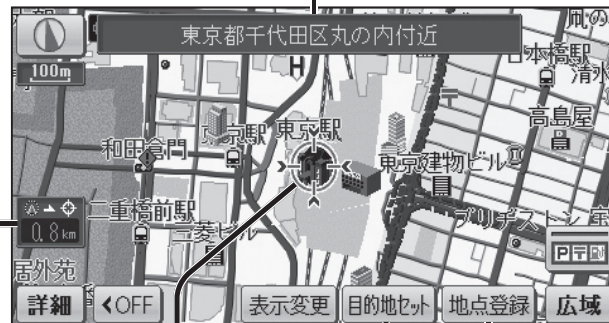 東京都千代田区丸の内付近
100m
日本橋駅
清水
高島屋
東京駅
和田倉門
東京建物ビル
0.8km
二重橋前駅
三菱ビル
ブリヂストン
居外苑
詳細
<OFF
表示変更
目的地セット
地点登録
広域